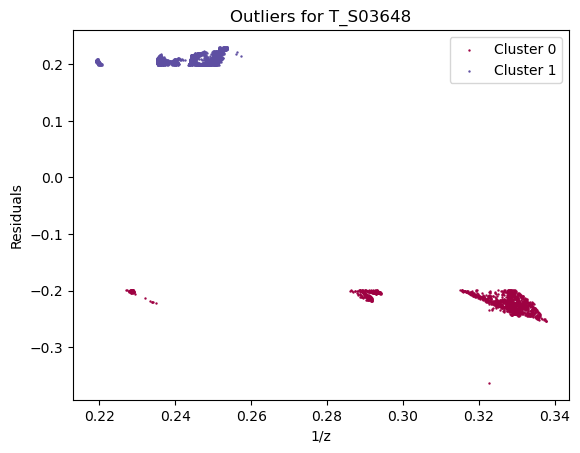 Outliers for T_S03648
Cluster 0
Cluster 1
Residuals
0.2
0.1
0.0
−0.1
−0.2
−0.3
0.22 0.24 0.26 0.28 0.30 0.32 0.34
1/z